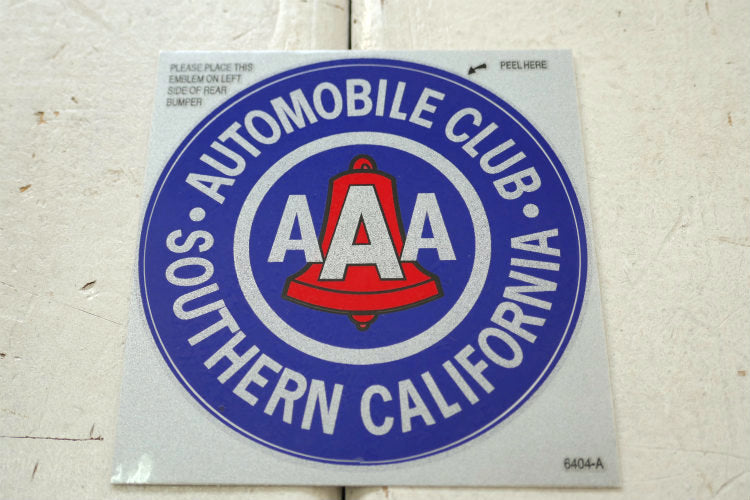 PLEASE PLACE THIS
EMBLEM ON LEFT
SIDE OF REAR
BUMPER
PEEL HERE
• AUTOMOBILE CLUB •
AAA
SOUTHERN CALIFORNIA
6404-A